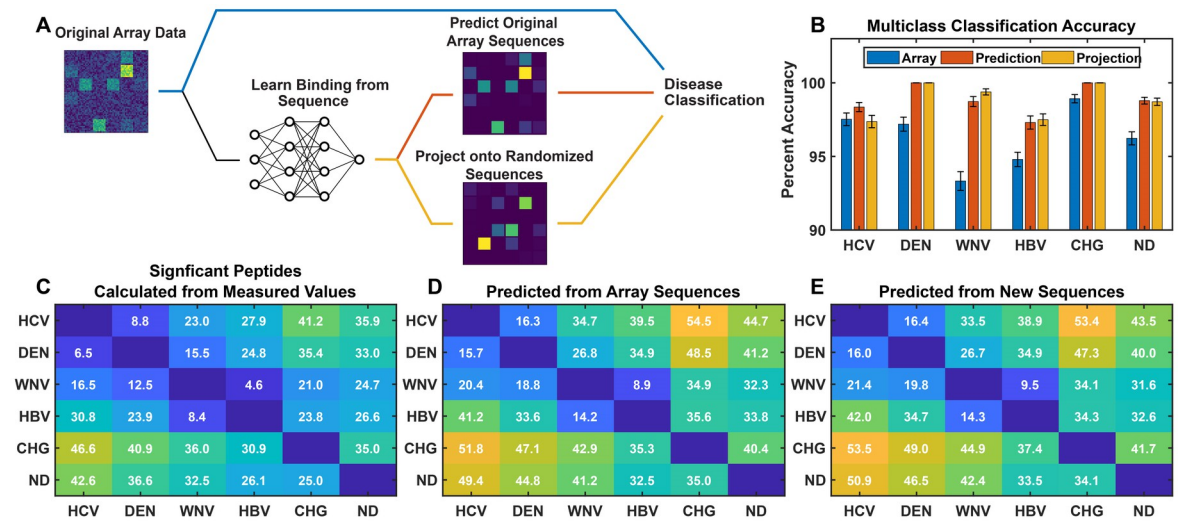 A
Original Array Data
Learn Binding from
Sequence
Predict Original
Array Sequences
Project onto Randomized
Sequences
Disease
Classification
B
Multiclass Classification Accuracy
Array Prediction Projection
Percent Accuracy
100
95
90
HCV DEN WNV HBV CHG ND
C
Signficant Peptides
Calculated from Measured Values
HCV 8.8 23.0 27.9 41.2 35.9
DEN 6.5 15.5 24.8 35.4 33.0
WNV 16.5 12.5 4.6 21.0 24.7
HBV 30.8 23.9 8.4 23.8 26.6
CHG 46.6 40.9 36.0 30.9 35.0
ND 42.6 36.6 32.5 26.1 25.0
HCV DEN WNV HBV CHG ND
D
Predicted from Array Sequences
16.3 34.7 39.5 54.5 44.7
15.7 26.8 34.9 48.5 41.2
20.4 18.8 8.9 34.9 32.3
41.2 33.6 14.2 35.6 33.8
51.8 47.1 42.9 35.3 40.4
49.4 44.8 41.2 32.5 35.0
HCV DEN WNV HBV CHG ND
E
Predicted from New Sequences
16.4 33.5 38.9 53.4 43.5
16.0 26.7 34.9 47.3 40.0
21.4 19.8 9.5 34.1 31.6
42.0 34.7 14.3 34.3 32.6
53.5 49.0 44.9 37.4 41.7
50.9 46.5 42.4 33.5 34.1
HCV DEN WNV HBV CHG ND